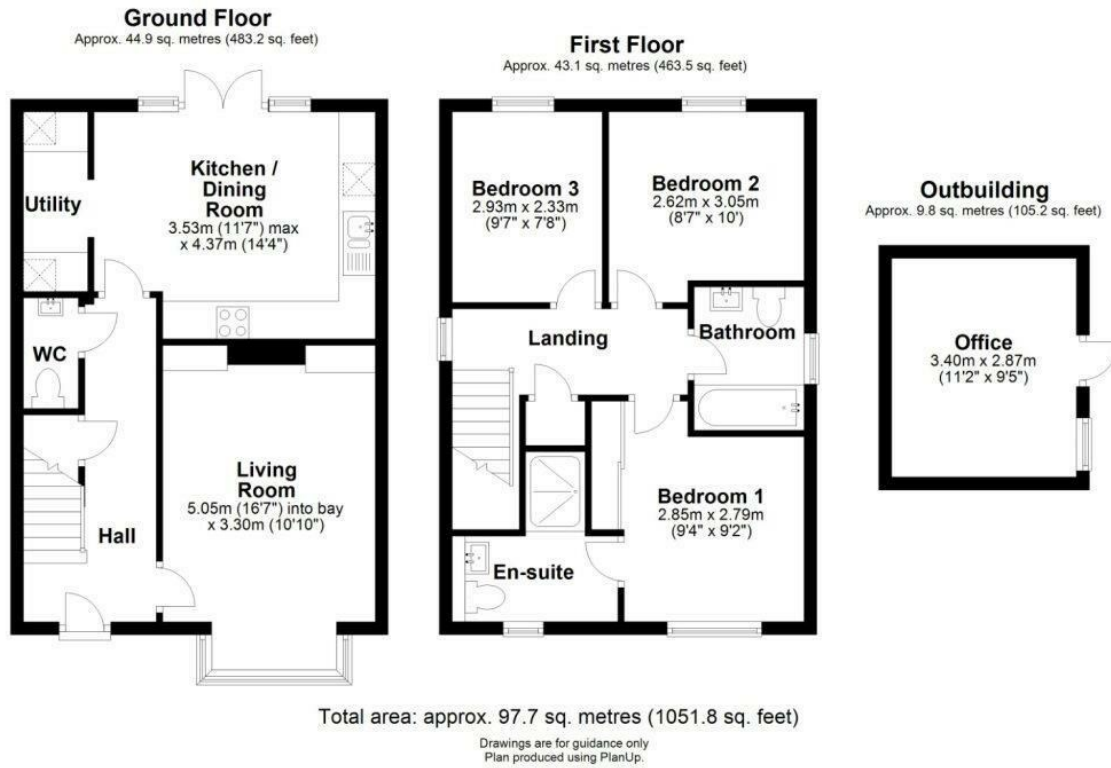 Ground Floor
Approx. 44.9 sq. metres (483.2 sq. feet)
Utility
Kitchen /
Dining
Room
3.53m (11'7") max
x 4.37m (14'4")
WC
Living
Room
5.05m (16'7") into bay
x 3.30m (10'10")
Hall
First Floor
Approx. 43.1 sq. metres (463.5 sq. feet)
Bedroom 3
2.93m x 2.33m
(9'7" x 7'8")
Bedroom 2
2.62m x 3.05m
(8'7" x 10')
Landing
Bathroom
Bedroom 1
2.85m x 2.79m
(9'4" x 9'2")
En-suite
Outbuilding
Approx. 9.8 sq. metres (105.2 sq. feet)
Office
3.40m x 2.87m
(11'2" x 9'5")
Total area: approx. 97.7 sq. metres (1051.8 sq. feet)
Drawings are for guidance only
Plan produced using PlanUp.